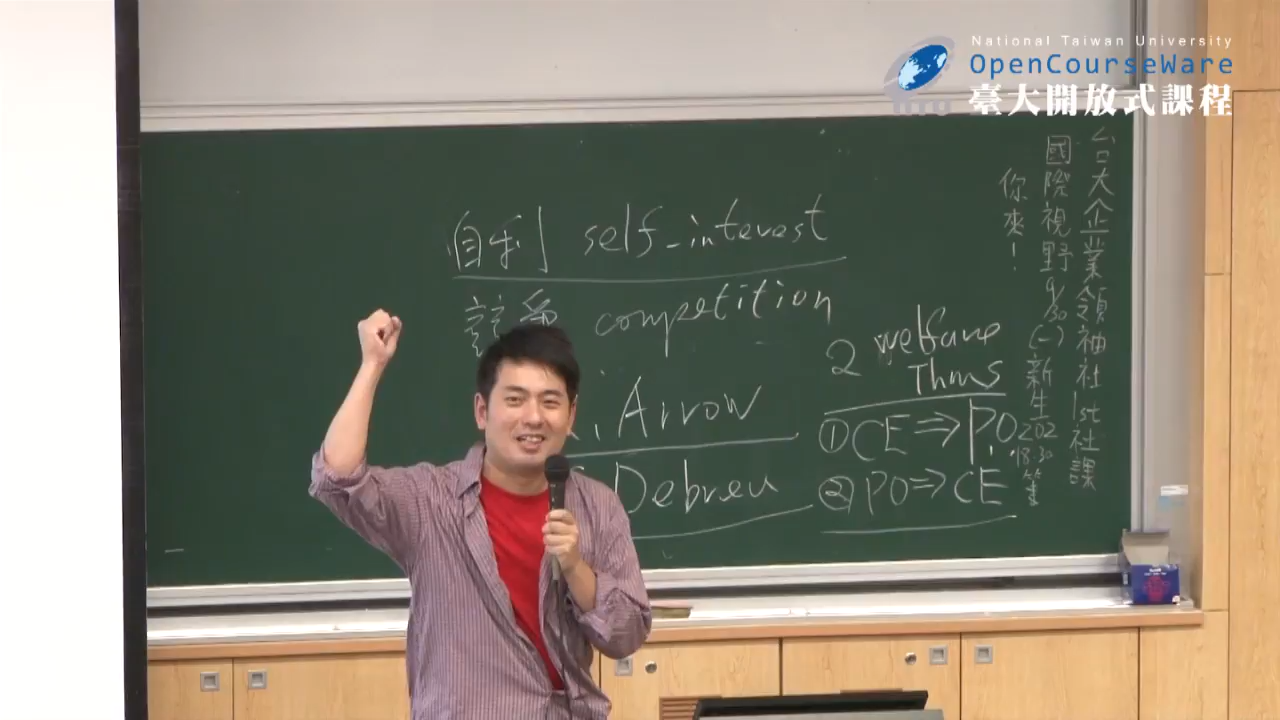 National Taiwan University
OpenCourseWare
臺大開放式課程
自利 self-interest
競爭 competition
Arrow
Debreu
2 welfare
Thms
①CE⇒P.O.
②PO⇒CE
台大企業領袖社 1st 社課
國際視野 9/30 (一) 新生202 18:30
你來！